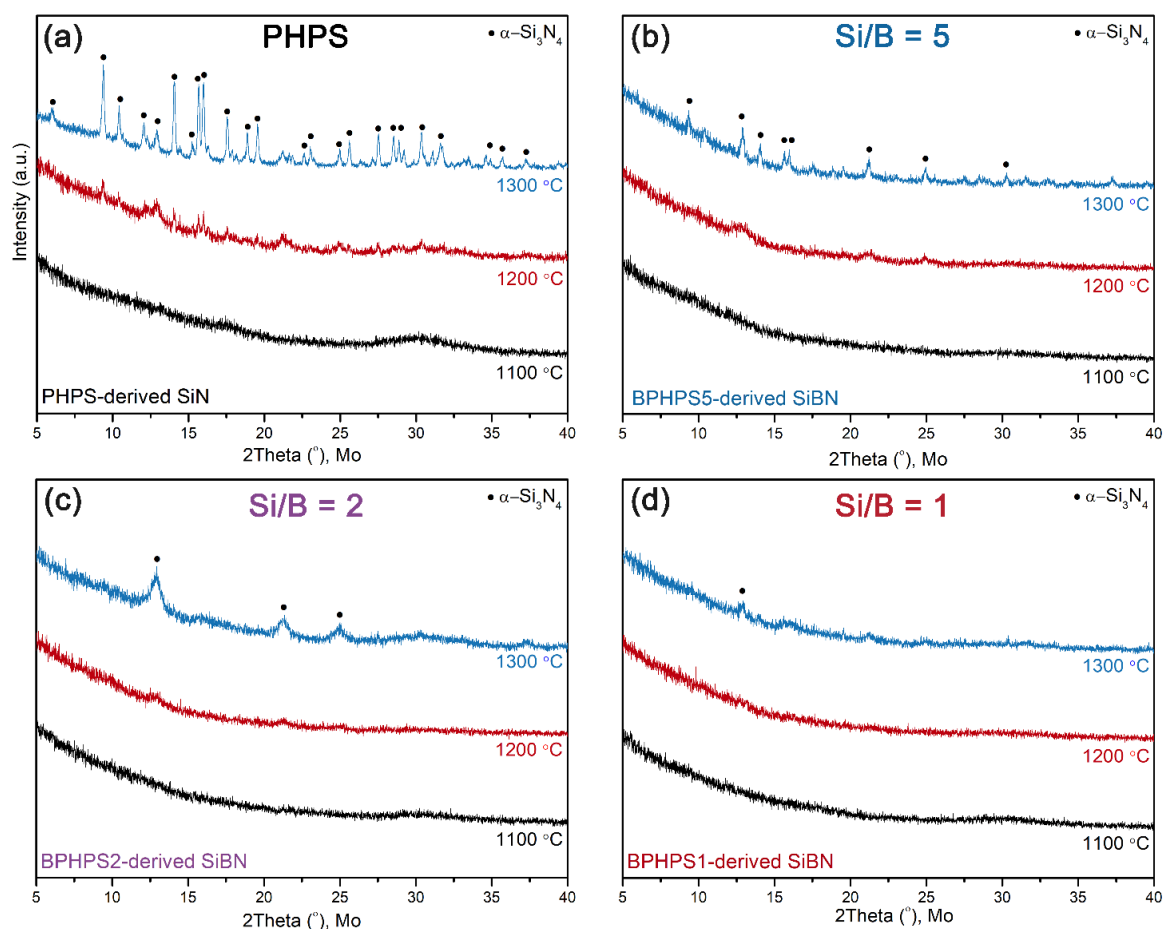 (a) PHPS • α–Si₃N₄
Intensity (a.u.)
1300 °C
1200 °C
1100 °C
PHPS-derived SiN
5 10 15 20 25 30 35 40
2Theta (°), Mo
(b) Si/B = 5 • α–Si₃N₄
1300 °C
1200 °C
1100 °C
BPHPS5-derived SiBN
5 10 15 20 25 30 35 40
2Theta (°), Mo
(c) Si/B = 2 • α–Si₃N₄
1300 °C
1200 °C
1100 °C
BPHPS2-derived SiBN
5 10 15 20 25 30 35 40
2Theta (°), Mo
(d) Si/B = 1 • α–Si₃N₄
1300 °C
1200 °C
1100 °C
BPHPS1-derived SiBN
5 10 15 20 25 30 35 40
2Theta (°), Mo